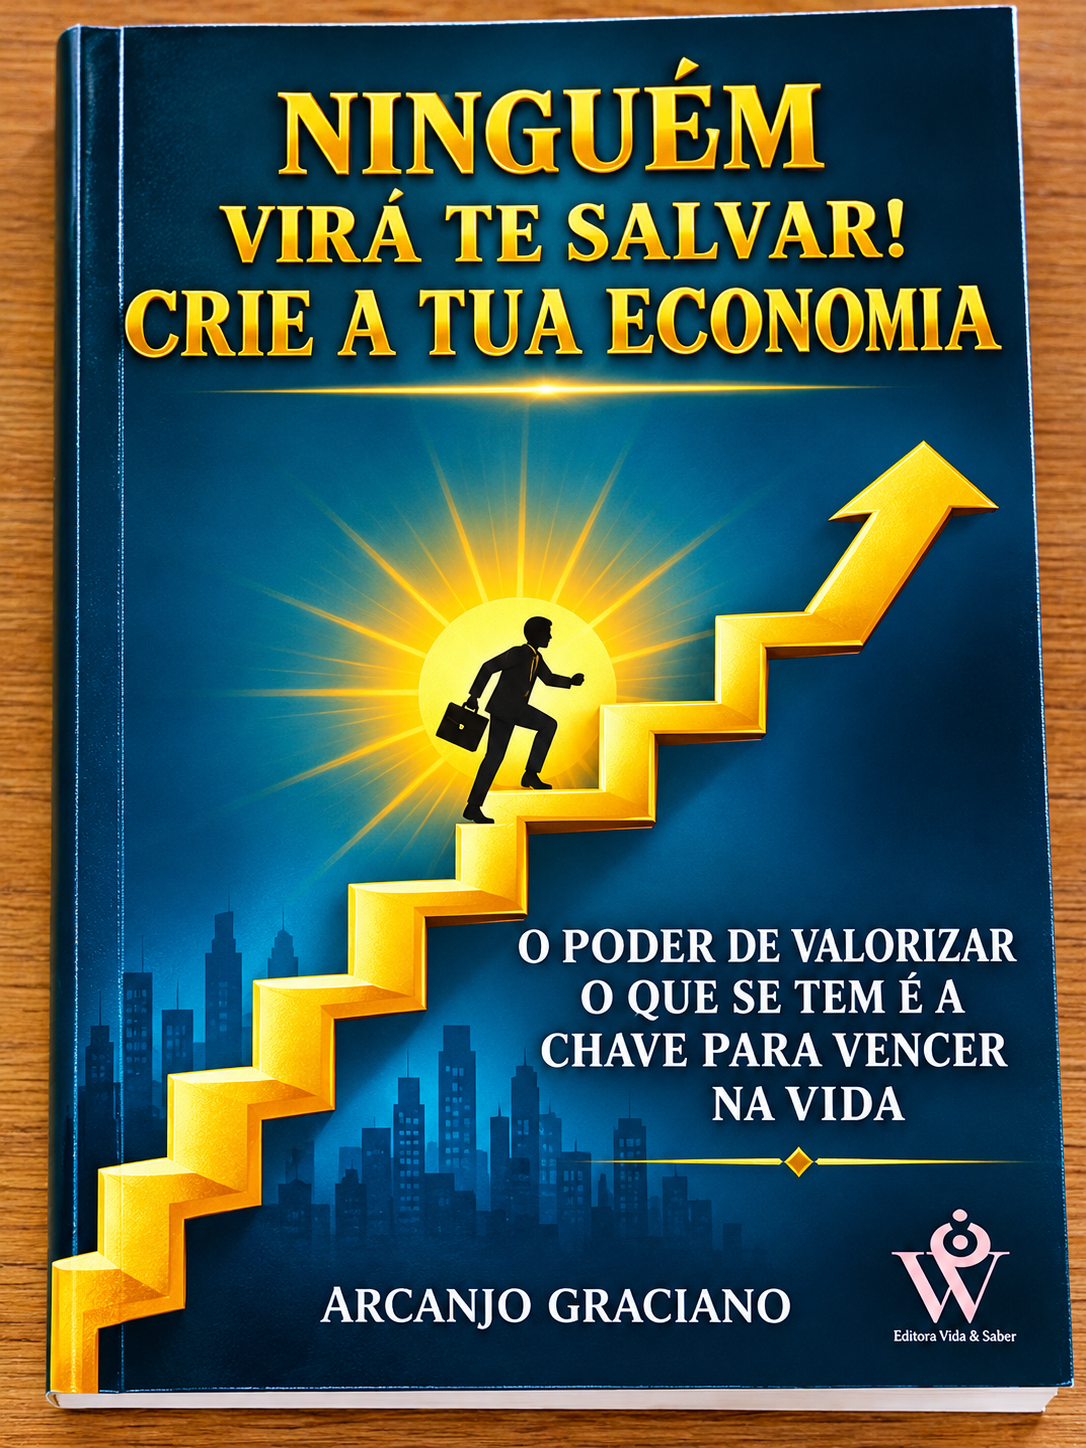 NINGUÉM
VIRÁ TE SALVAR!
CRIE A TUA ECONOMIA
O PODER DE VALORIZAR
O QUE SE TEM É A
CHAVE PARA VENCER
NA VIDA
ARCANJO GRACIANO
Editora Vida & Saber